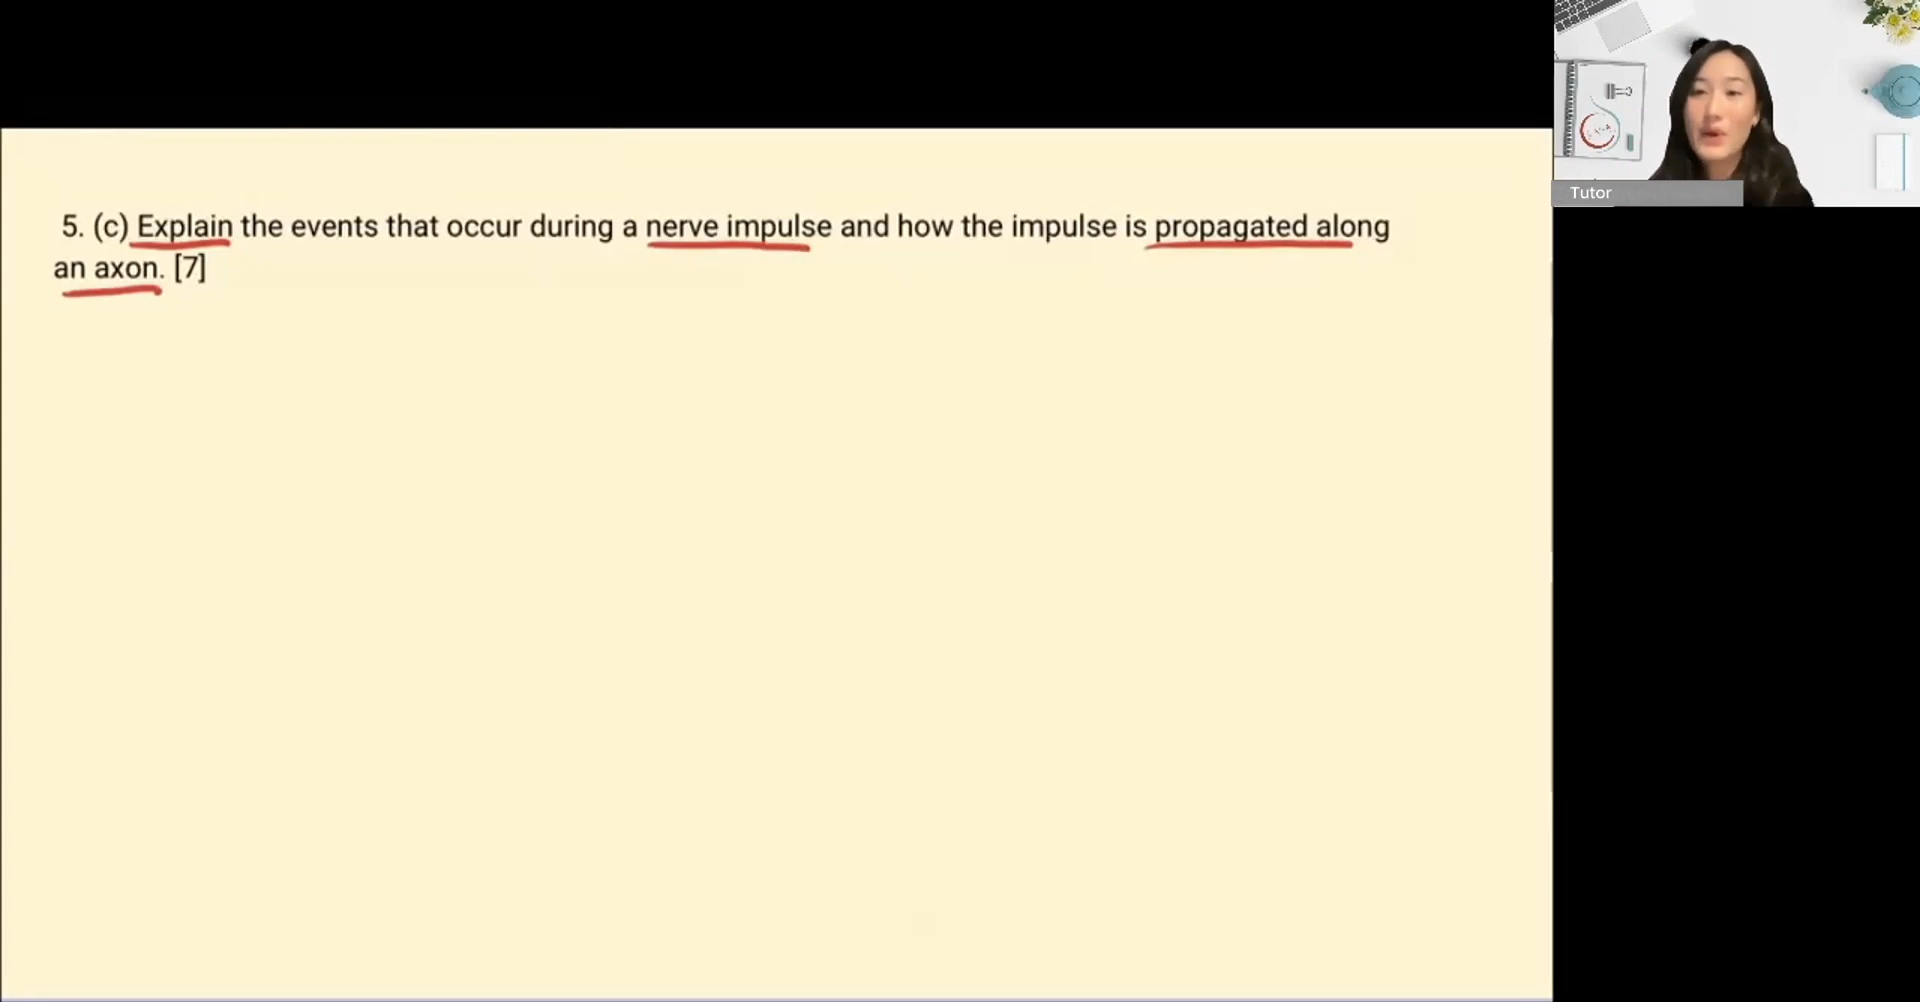 5. (c) Explain the events that occur during a nerve impulse and how the impulse is propagated along
an axon. [7]
Tutor